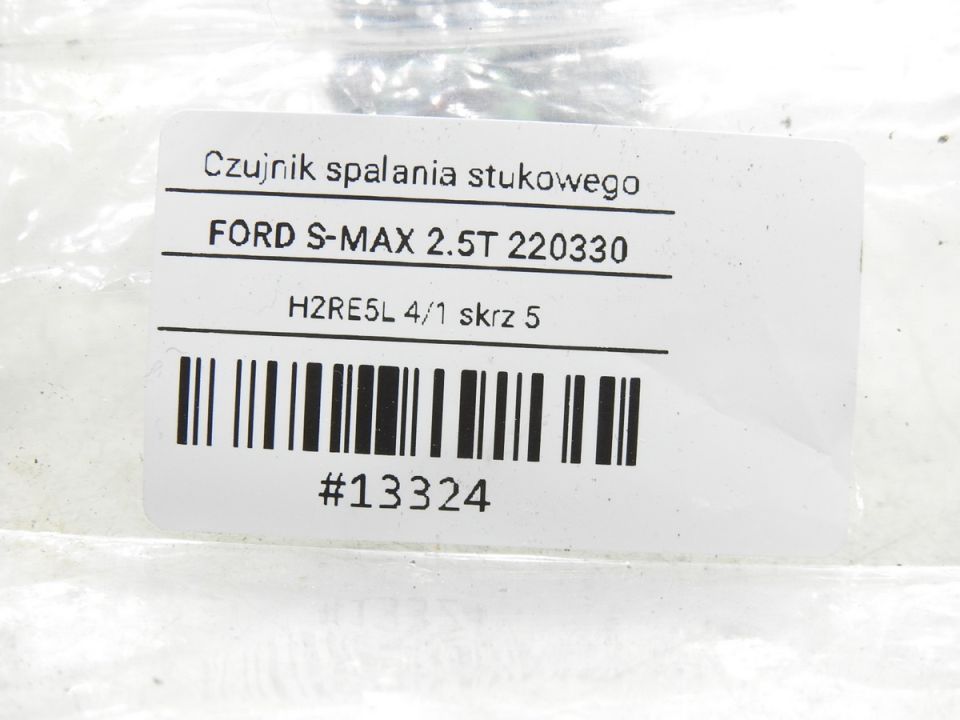 Czujnik spalania stukowego
FORD S-MAX 2.5T 220330
H2RE5L 4/1 skrz 5
#13324